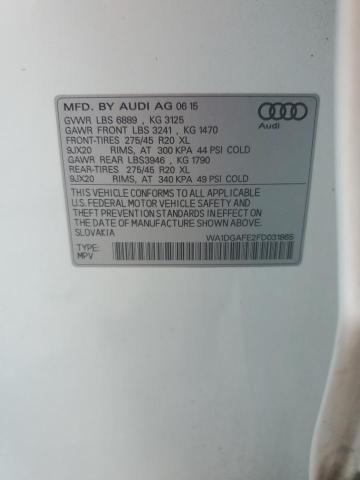 MFD. BY AUDI AG 06 15
GVWR LBS 6889 , KG 3125
GAWR FRONT LBS 3241 , KG 1470
FRONT-TIRES 275/45 R20 XL
9JX20 RIMS, AT 300 KPA 44 PSI COLD
GAWR REAR LBS3946 , KG 1790
REAR-TIRES 275/45 R20 XL
9JX20 RIMS, AT 340 KPA 49 PSI COLD
Audi
THIS VEHICLE CONFORMS TO ALL APPLICABLE
U.S. FEDERAL MOTOR VEHICLE SAFETY AND
THEFT PREVENTION STANDARDS IN EFFECT ON
THE DATE OF MANUFACTURE SHOWN ABOVE.
SLOVAKIA
TYPE: WA1DGAFE2FD031865
MPV